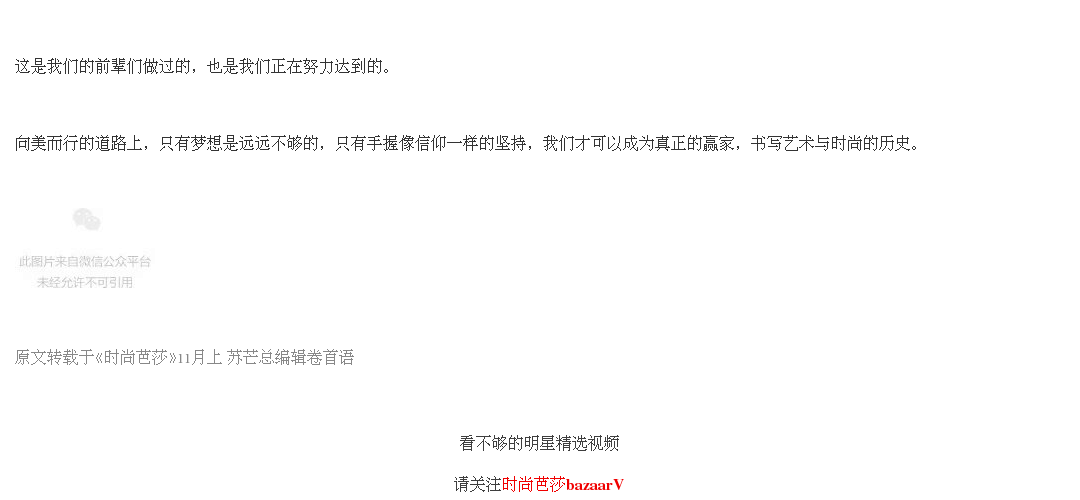 这是我们的前辈们做过的，也是我们正在努力达到的。
向美而行的道路上，只有梦想是远远不够的，只有手握像信仰一样的坚持，我们才可以成为真正的赢家，书写艺术与时尚的历史。
此图片来自微信公众平台
未经允许不可引用
原文转载于《时尚芭莎》11月上 苏芒总编辑卷首语
看不够的明星精选视频
请关注时尚芭莎bazaarV